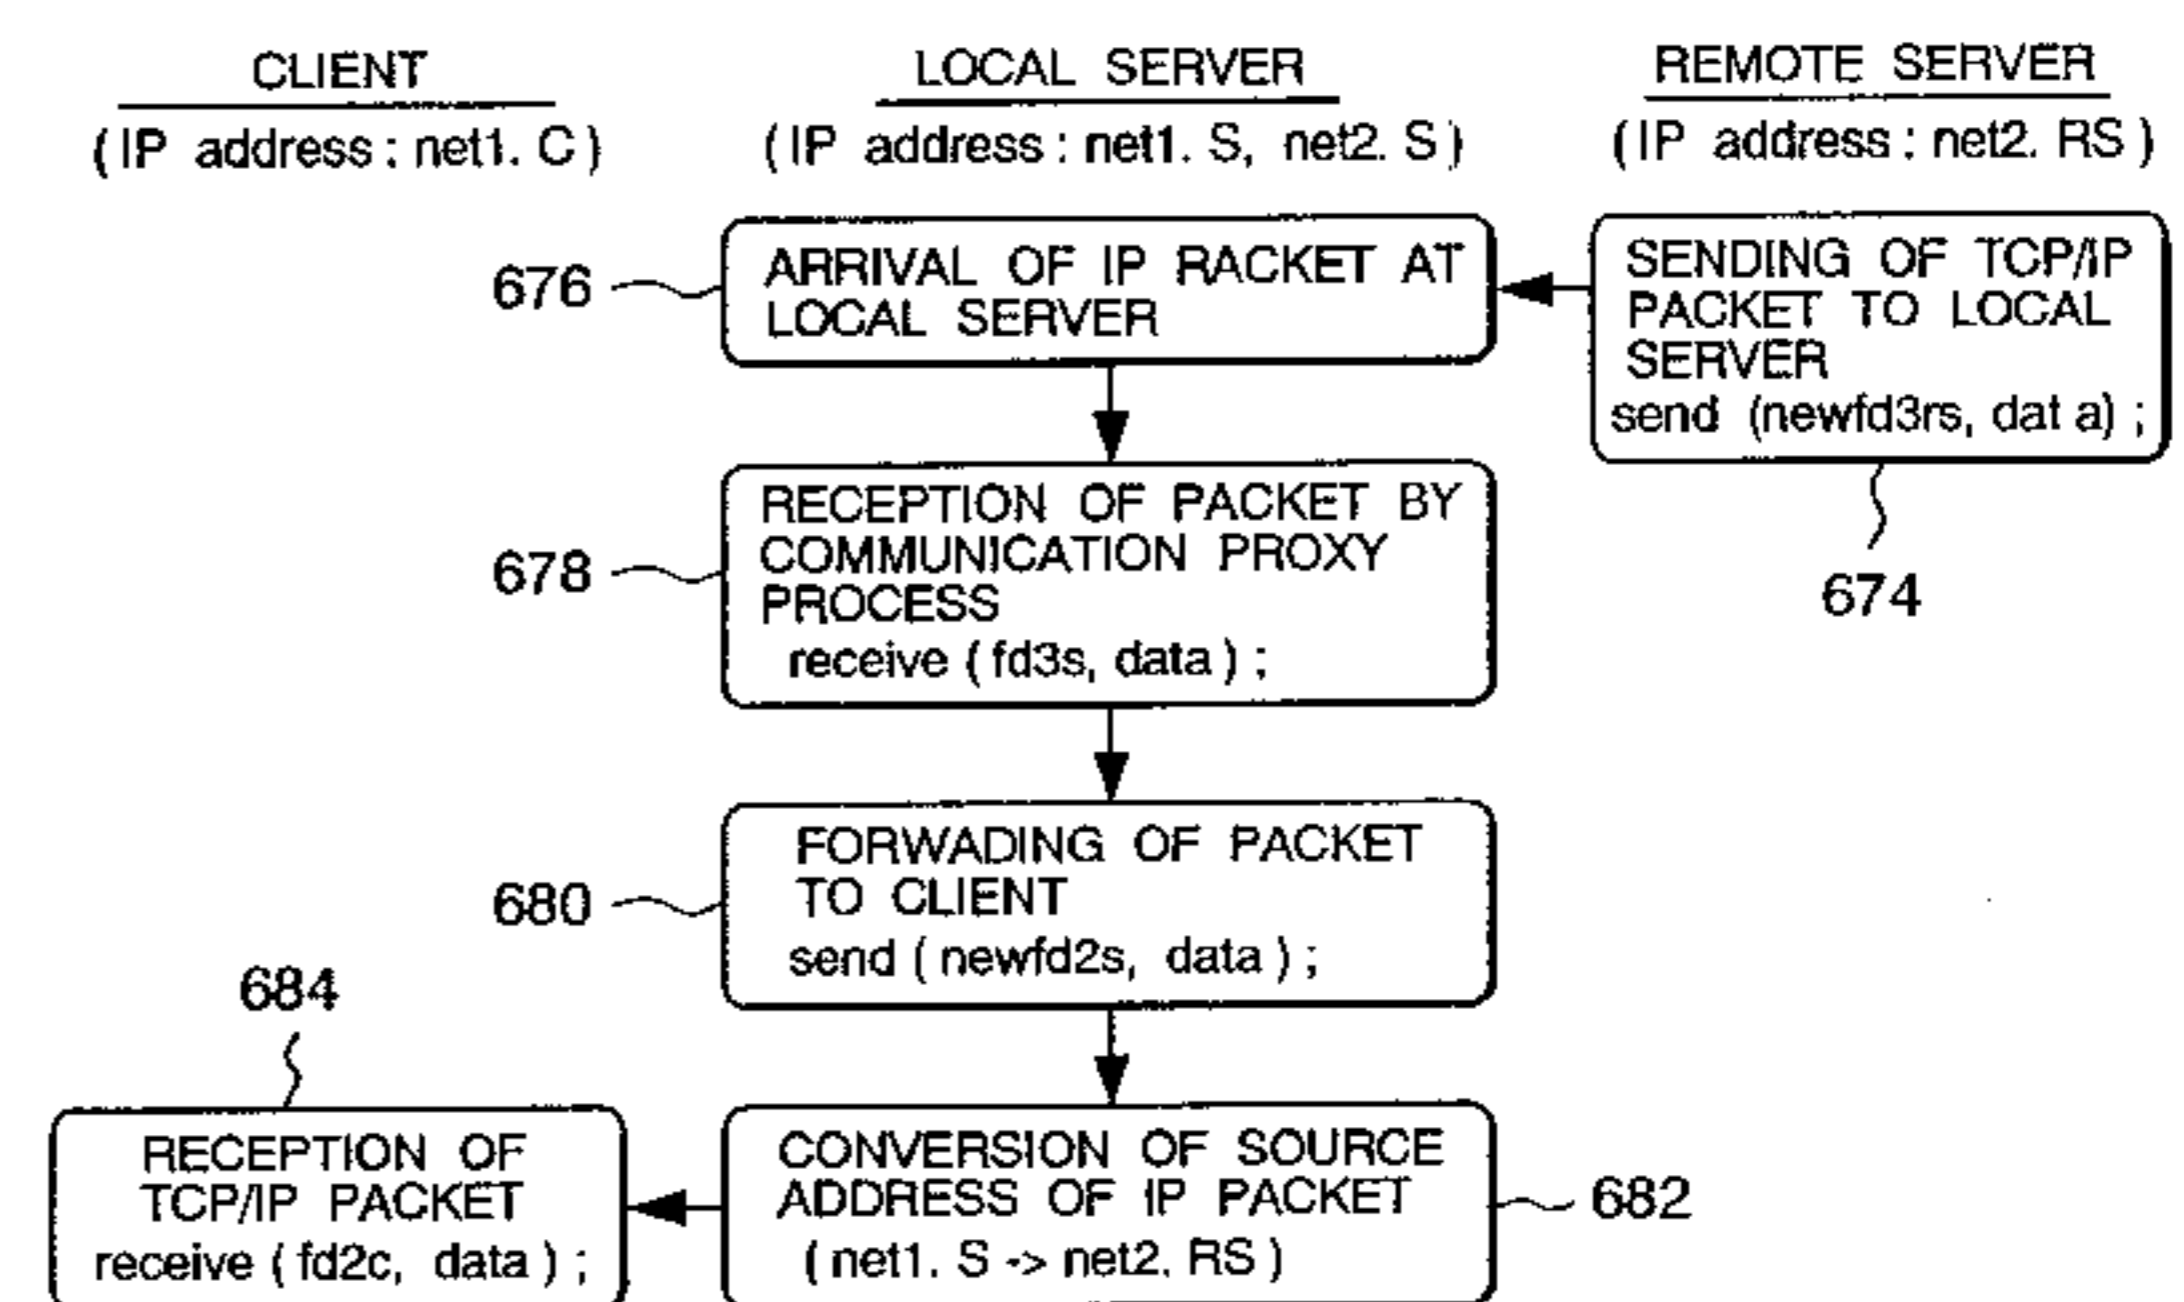 CLIENT
(IP address : net1. C)
LOCAL SERVER
(IP address : net1. S, net2. S)
REMOTE SERVER
(IP address : net2. RS)
676
ARRIVAL OF IP RACKET AT
LOCAL SERVER
SENDING OF TCP/IP
PACKET TO LOCAL
SERVER
send (newfd3rs, dat a) ;
674
678
RECEPTION OF PACKET BY
COMMUNICATION PROXY
PROCESS
receive ( fd3s, data ) ;
680
FORWADING OF PACKET
TO CLIENT
send ( newfd2s, data ) ;
684
RECEPTION OF
TCP/IP PACKET
receive ( fd2c, data ) ;
CONVERSION OF SOURCE
ADDRESS OF IP PACKET
( net1. S -> net2. RS )
682